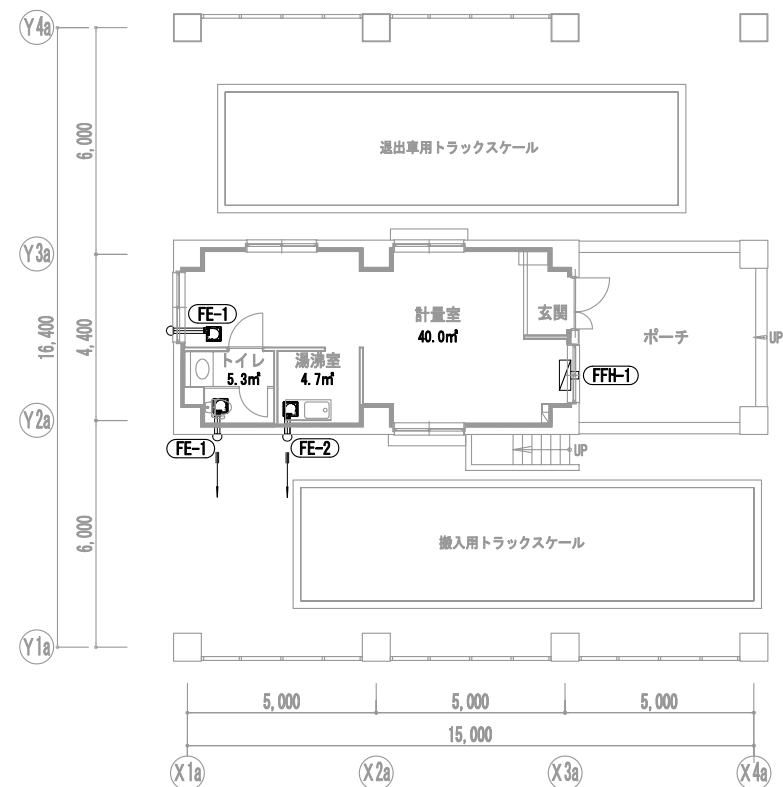 Y4a
6,000
退出車用トラックスケール
Y3a
FE-1
計量室
40.0㎡
玄関
ポーチ
UP
16,400
4,400
トイレ
5.3㎡
湯沸室
4.7㎡
FFH-1
Y2a
FE-1
FE-2
UP
6,000
搬入用トラックスケール
Y1a
5,000
5,000
5,000
15,000
X1a
X2a
X3a
X4a